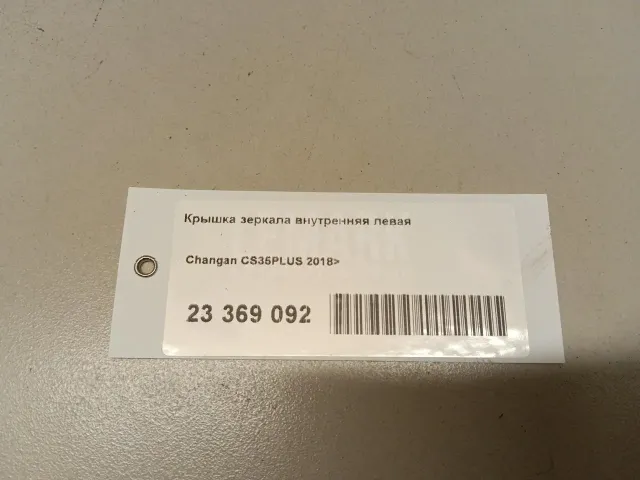 Крышка зеркала внутренняя левая
Changan CS35PLUS 2018>
23 369 092